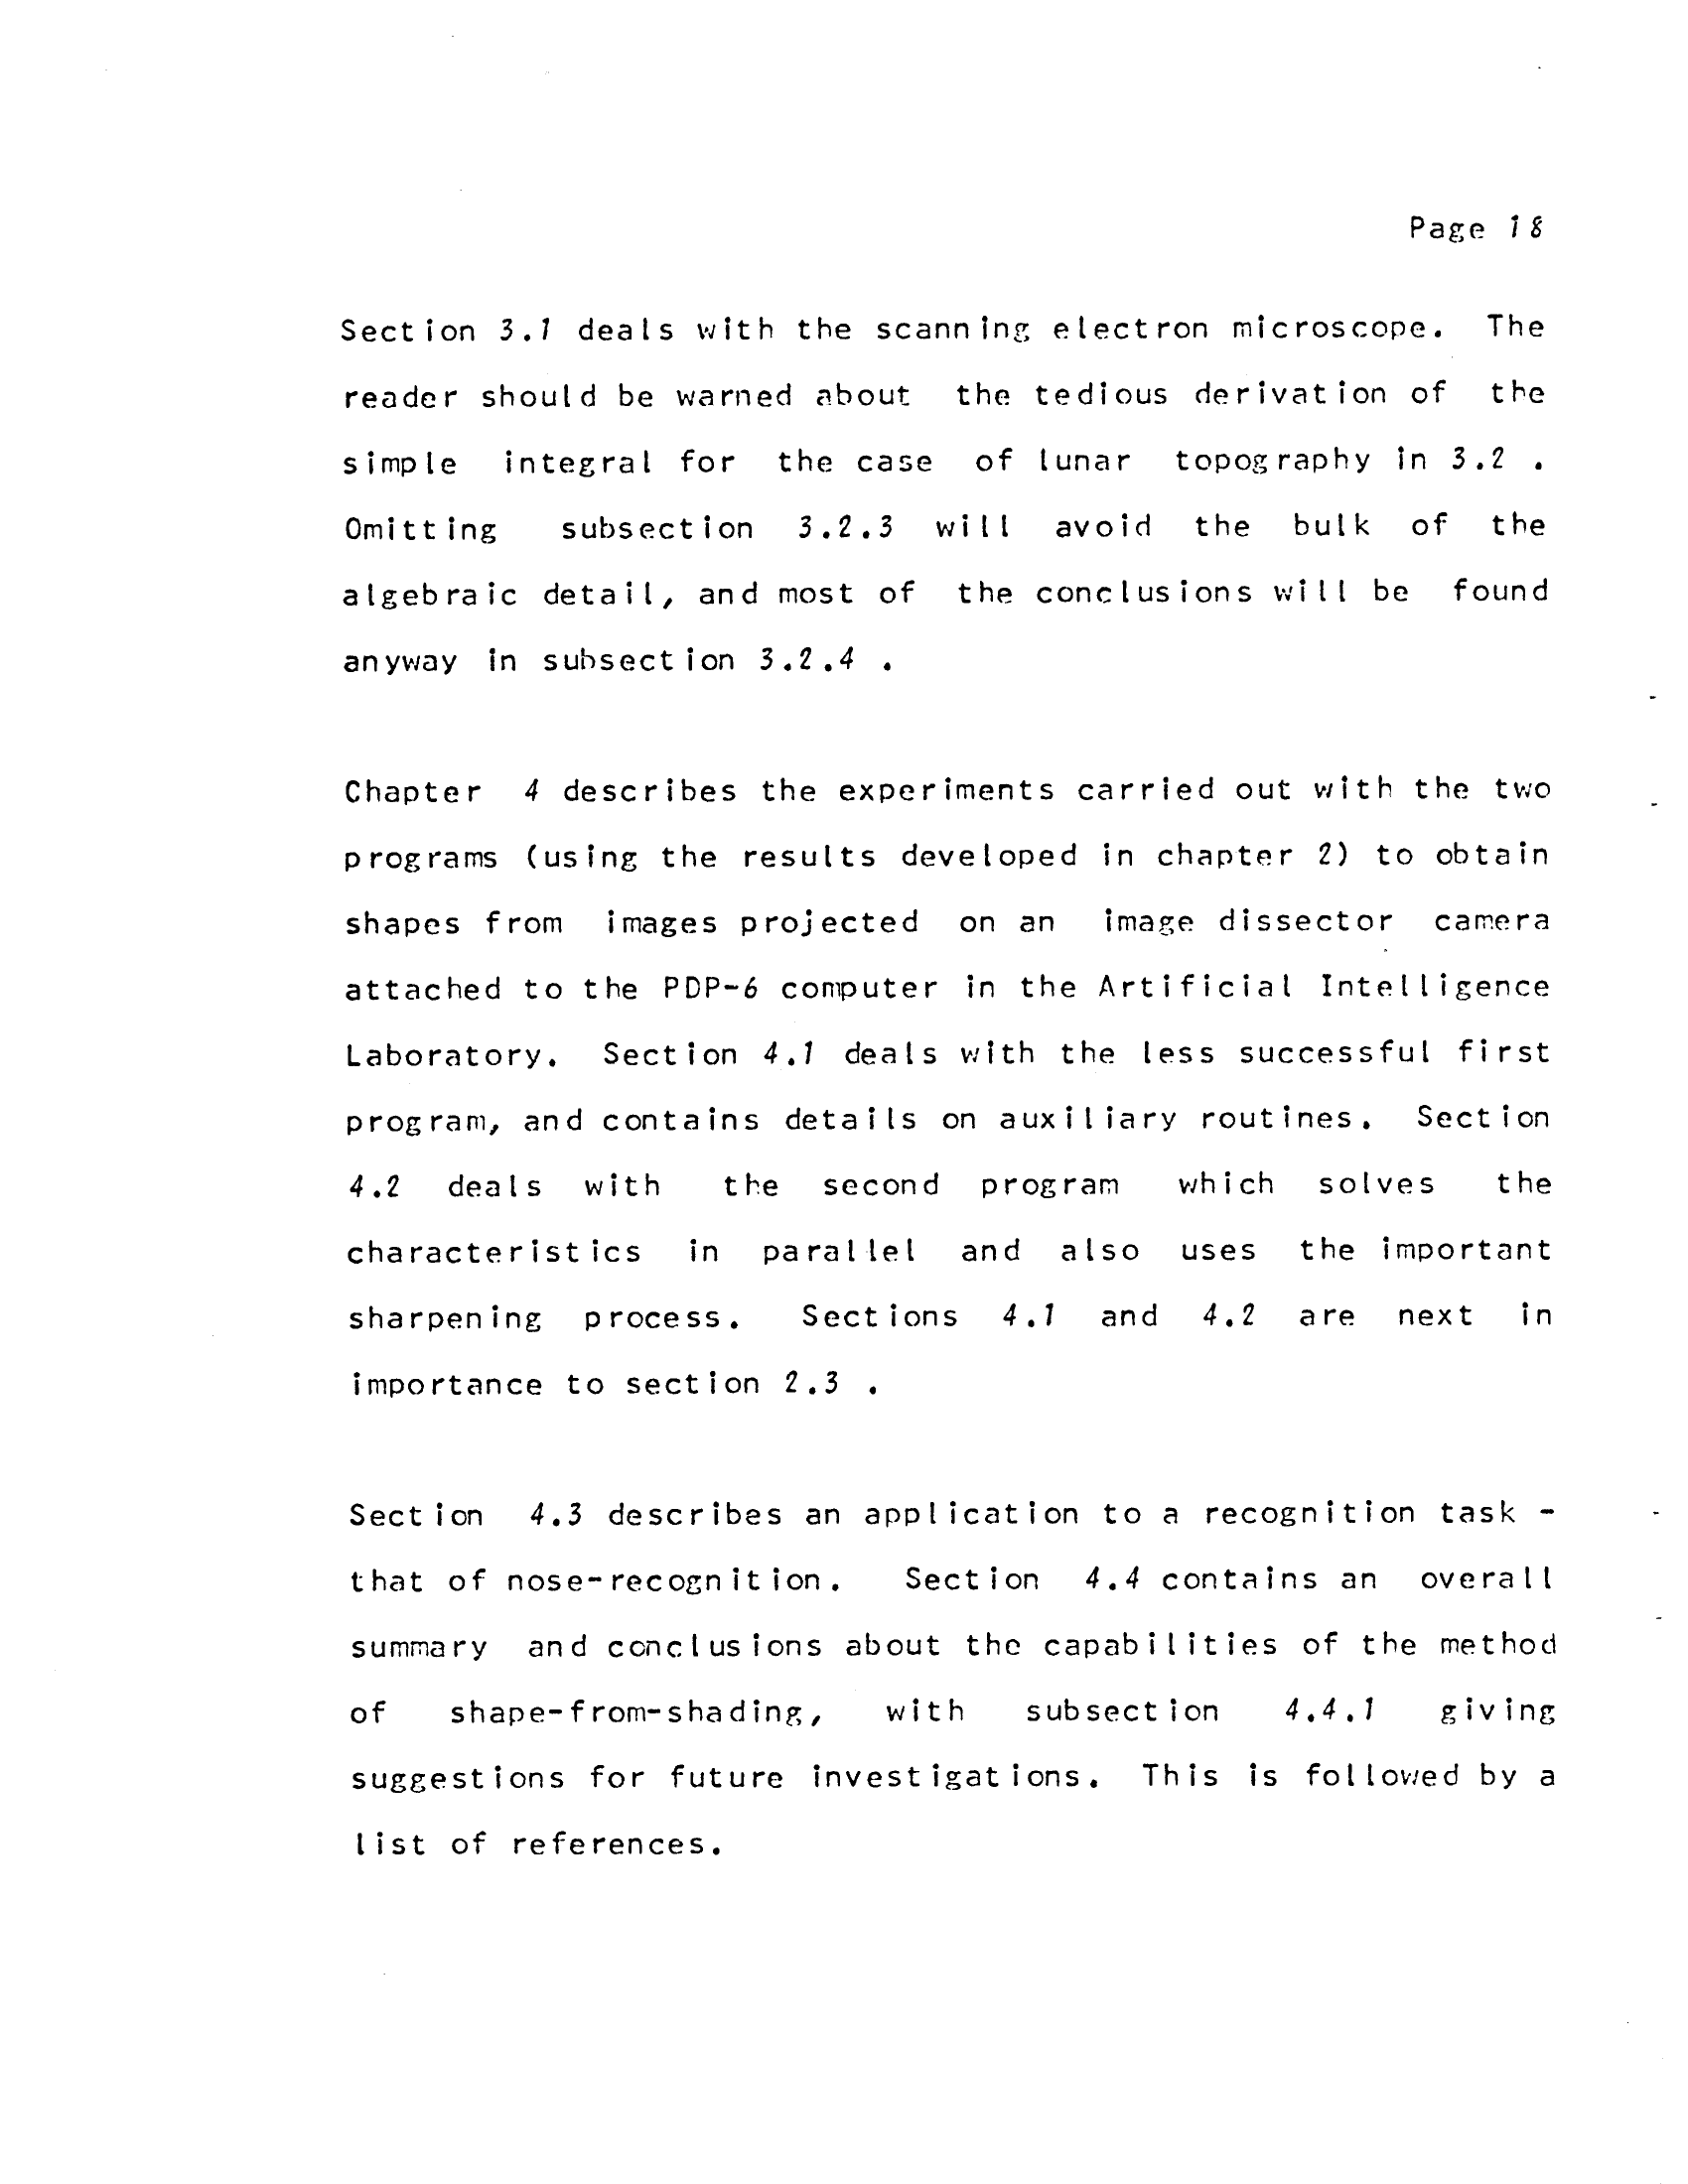 Page 18
Section 3.1 deals with the scanning electron microscope. The
reader should be warned about the tedious derivation of the
simple integral for the case of lunar topography in 3.2 .
Omitting subsection 3.2.3 will avoid the bulk of the
algebraic detail, and most of the conclusions will be found
anyway in subsection 3.2.4 .
Chapter 4 describes the experiments carried out with the two
programs (using the results developed in chapter 2) to obtain
shapes from images projected on an image dissector camera
attached to the PDP-6 computer in the Artificial Intelligence
Laboratory. Section 4.1 deals with the less successful first
program, and contains details on auxiliary routines. Section
4.2 deals with the second program which solves the
characteristics in parallel and also uses the important
sharpening process. Sections 4.1 and 4.2 are next in
importance to section 2.3 .
Section 4.3 describes an application to a recognition task -
that of nose-recognition. Section 4.4 contains an overall
summary and conclusions about the capabilities of the method
of shape-from-shading, with subsection 4.4.1 giving
suggestions for future investigations. This is followed by a
list of references.